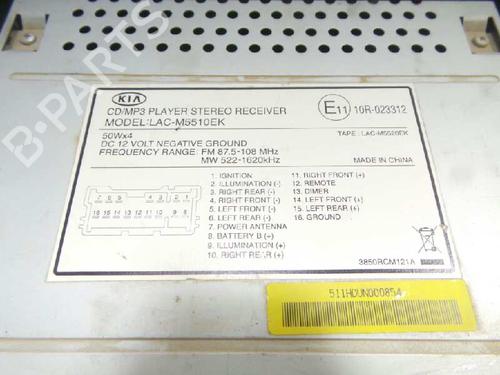 KIA
CD/MP3 PLAYER STEREO RECEIVER
MODEL:LAC-M5510EK
E11 10R-023312
50Wx4
TAPE : LAC-M5520EK
DC 12 VOLT NEGATIVE GROUND
FREQUENCY RANGE: FM 87.5-108 MHz
MW 522-1620kHz
MADE IN CHINA
1. IGNITION
2. ILLUMINATION (-)
3. RIGHT REAR (-)
4. RIGHT FRONT (-)
5. LEFT FRONT (-)
6. LEFT REAR (-)
7. POWER ANTENNA
8. BATTERY B (+)
9. ILLUMINATION (+)
10. RIGHT REAR (+)
11. RIGHT FRONT (+)
12. REMOTE
13. DIMER
14. LEFT FRONT (+)
15. LEFT REAR (+)
16. GROUND
3850RCM121A
511HDUN000854
B-PARTS